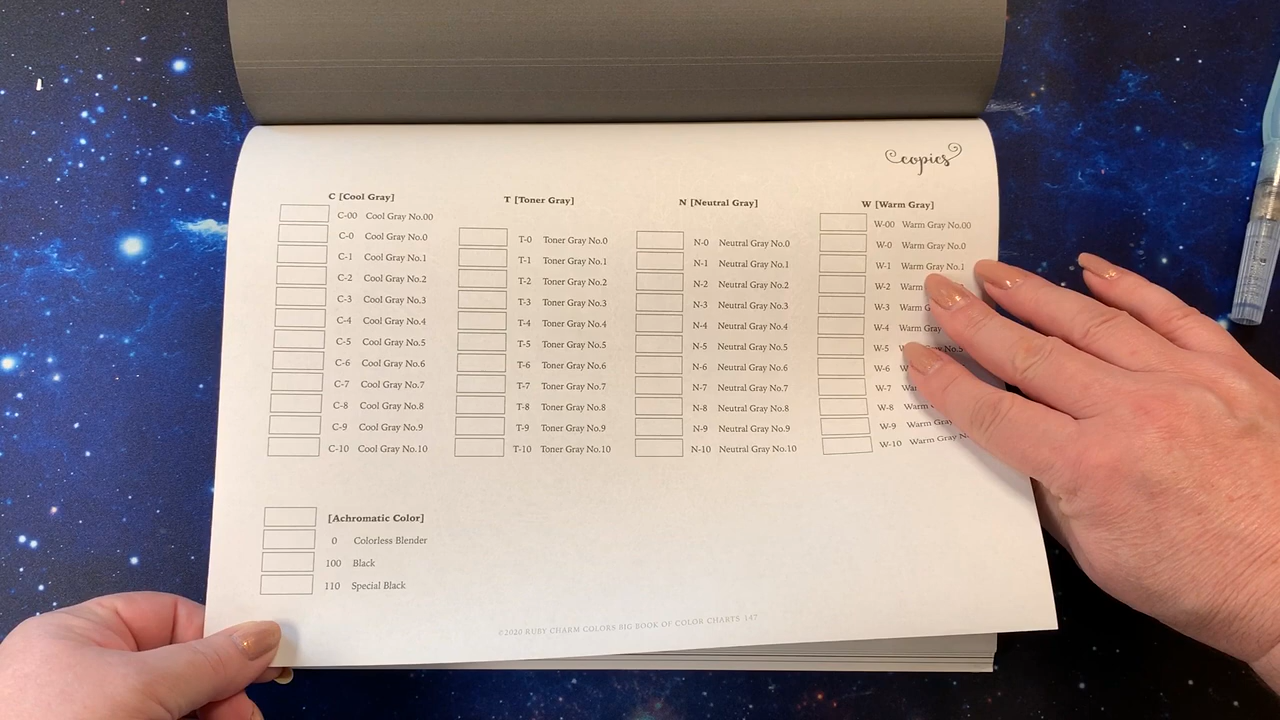 copics
C [Cool Gray]
C-00 Cool Gray No.00
C-0 Cool Gray No.0
C-1 Cool Gray No.1
C-2 Cool Gray No.2
C-3 Cool Gray No.3
C-4 Cool Gray No.4
C-5 Cool Gray No.5
C-6 Cool Gray No.6
C-7 Cool Gray No.7
C-8 Cool Gray No.8
C-9 Cool Gray No.9
C-10 Cool Gray No.10
T [Toner Gray]
T-0 Toner Gray No.0
T-1 Toner Gray No.1
T-2 Toner Gray No.2
T-3 Toner Gray No.3
T-4 Toner Gray No.4
T-5 Toner Gray No.5
T-6 Toner Gray No.6
T-7 Toner Gray No.7
T-8 Toner Gray No.8
T-9 Toner Gray No.9
T-10 Toner Gray No.10
N [Neutral Gray]
N-0 Neutral Gray No.0
N-1 Neutral Gray No.1
N-2 Neutral Gray No.2
N-3 Neutral Gray No.3
N-4 Neutral Gray No.4
N-5 Neutral Gray No.5
N-6 Neutral Gray No.6
N-7 Neutral Gray No.7
N-8 Neutral Gray No.8
N-9 Neutral Gray No.9
N-10 Neutral Gray No.10
W [Warm Gray]
W-00 Warm Gray No.00
W-0 Warm Gray No.0
W-1 Warm Gray No.1
W-2 Warm
W-3 Warm
W-4 Warm
W-5
W-6
W-7
W-8
W-9 Warm Gray
W-10 Warm Gray
[Achromatic Color]
0 Colorless Blender
100 Black
110 Special Black
©2020 RUBY CHARM COLORS BIG BOOK OF COLOR CHARTS 147